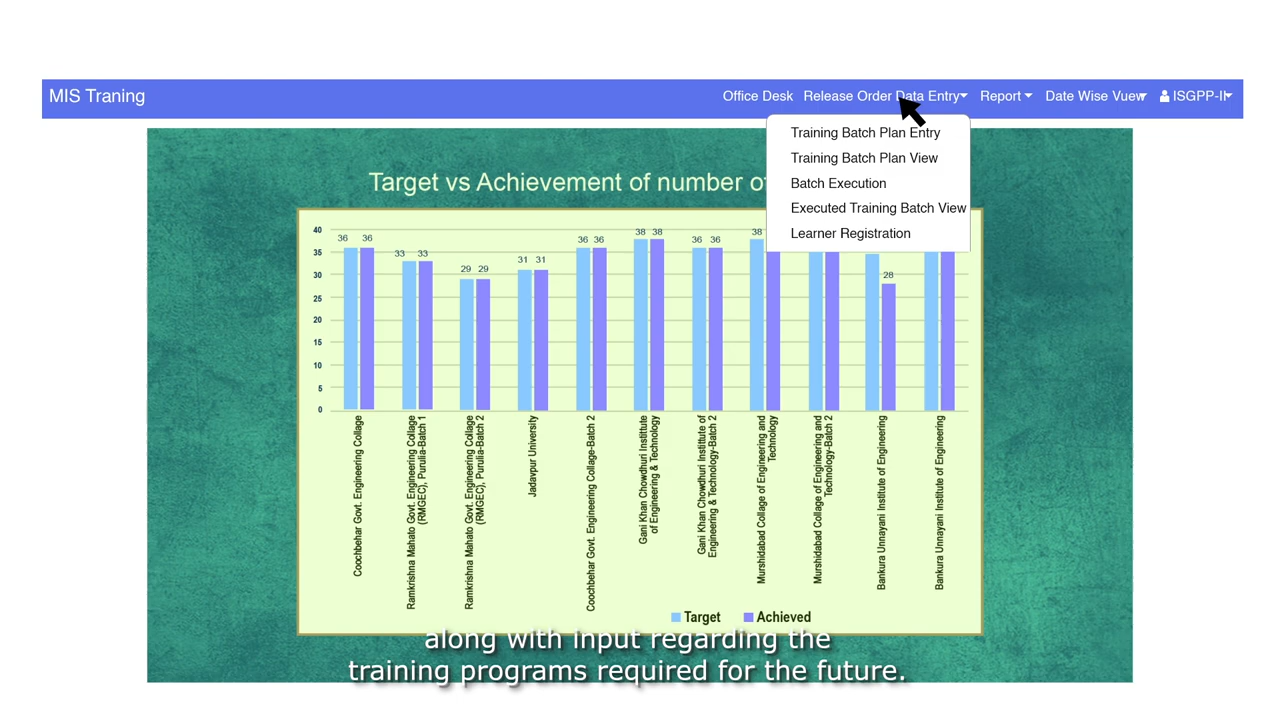 MIS Traning
Office Desk
Release Order Data Entry
Report
Date Wise Vuew
ISGPP-II
Training Batch Plan Entry
Training Batch Plan View
Batch Execution
Executed Training Batch View
Learner Registration
Target vs Achievement of number of
40
35
30
25
20
15
10
5
0
36 36
33 33
29 29
31 31
36 36
38 38
36 36
38
28
Coochbehar Govt. Engineering Collage
Ramkrishna Mahato Govt. Engineering Collage
(RMGEC), Purulia-Batch 1
Ramkrishna Mahato Govt. Engineering Collage
(RMGEC), Purulia-Batch 2
Jadavpur University
Coochbehar Govt. Engineering Collage-Batch 2
Gani Khan Chowdhuri Instittute
of Engineering & Technology
Gani Khan Chowdhuri Institute of
Engineering & Technology-Batch 2
Murshidabad Collage of Engineering and
Technology
Murshidabad Collage of Engineering and
Technology-Batch 2
Bankura Unnayani Institute of Engineering
Bankura Unnayani Institute of Engineering
Target
Achieved
along with input regarding the
training programs required for the future.